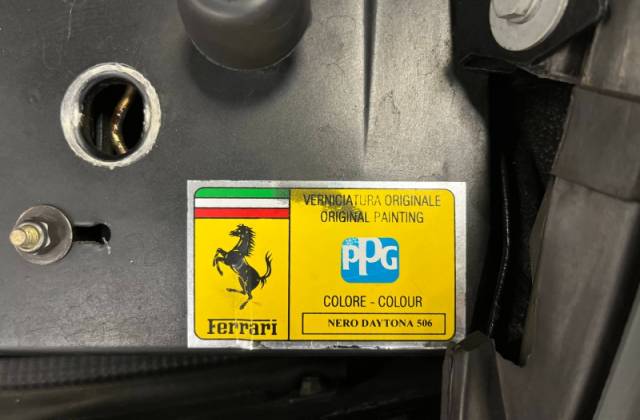 VERNICIATURA ORIGINALE
ORIGINAL PAINTING
PPG
COLORE - COLOUR
NERO DAYTONA 506
Ferrari